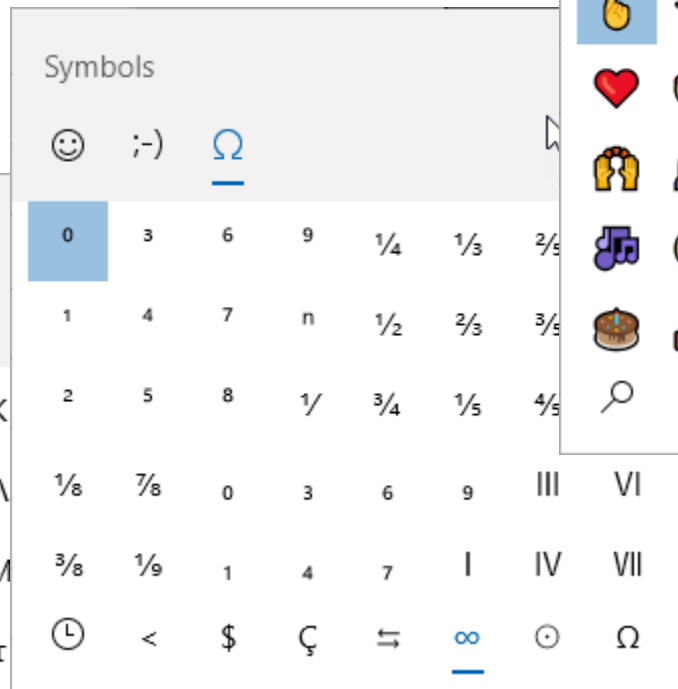 Symbols
;-) Ω
⁰ ³ ⁶ ⁹ ¼ ⅓ ⅖
¹ ⁴ ⁷ ⁿ ½ ⅔ ⅗
² ⁵ ⁸ ⅟ ¾ ⅕ ⅘
⅛ ⅞ ₀ ₃ ₆ ₉ Ⅲ Ⅵ
⅜ ⅑ ₁ ₄ ₇ Ⅰ Ⅳ Ⅶ
< $ Ç ⇆ ∞ ⊙ Ω